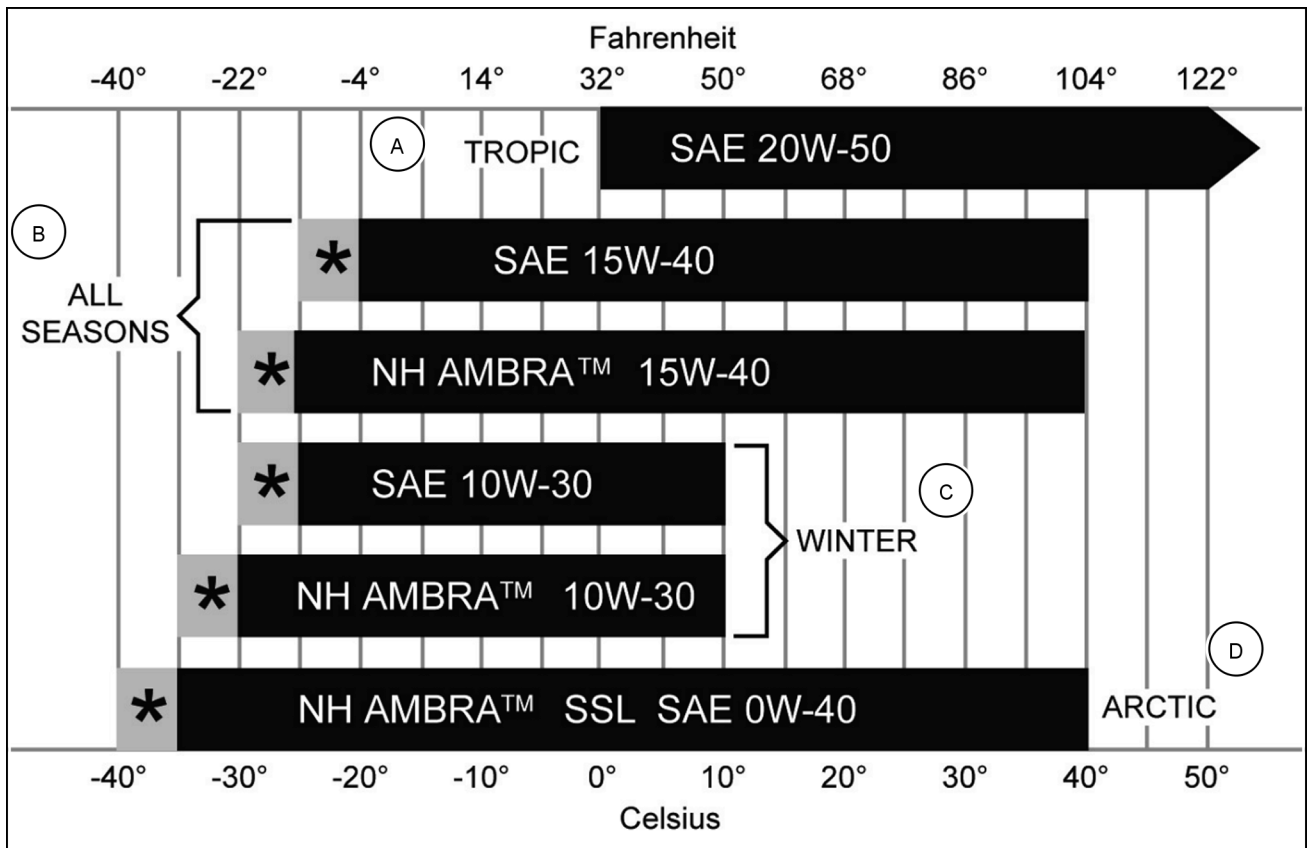 Fahrenheit
-40° -22° -4° 14° 32° 50° 68° 86° 104° 122°
A TROPIC SAE 20W-50
B
* SAE 15W-40
ALL
SEASONS
* NH AMBRA™ 15W-40
* SAE 10W-30
C
WINTER
* NH AMBRA™ 10W-30
D
* NH AMBRA™ SSL SAE 0W-40 ARCTIC
-40° -30° -20° -10° 0° 10° 20° 30° 40° 50°
Celsius